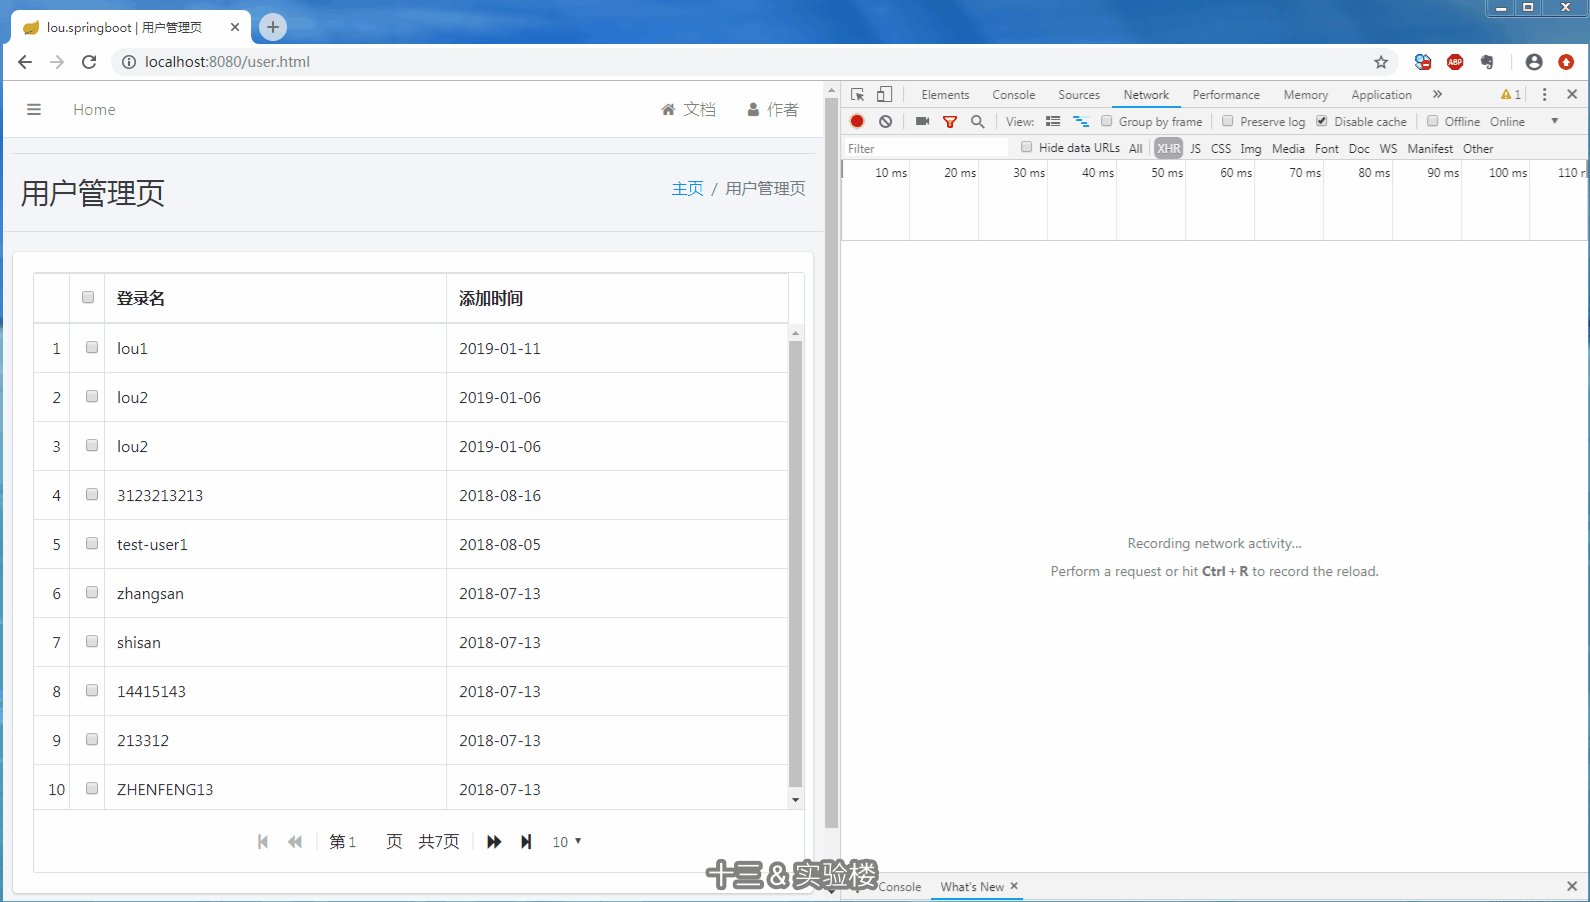 lou.springboot | 用户管理页
localhost:8080/user.html
Home 文档 作者
用户管理页 主页 / 用户管理页
登录名 添加时间
1 lou1 2019-01-11
2 lou2 2019-01-06
3 lou2 2019-01-06
4 3123213213 2018-08-16
5 test-user1 2018-08-05
6 zhangsan 2018-07-13
7 shisan 2018-07-13
8 14415143 2018-07-13
9 213312 2018-07-13
10 ZHENFENG13 2018-07-13
第 1 页 共7页 10
Elements Console Sources Network Performance Memory Application 1
View: Group by frame Preserve log Disable cache Offline Online
Filter Hide data URLs All XHR JS CSS Img Media Font Doc WS Manifest Other
10 ms 20 ms 30 ms 40 ms 50 ms 60 ms 70 ms 80 ms 90 ms 100 ms 110
Recording network activity...
Perform a request or hit Ctrl + R to record the reload.
Console What's New
十三 & 实验楼
ABP